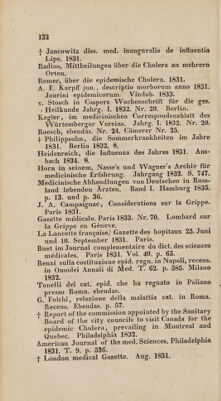 132
† Jancowitz diss. med. inauguralis de influentia
Lips. 1831.
Radius, Mittheilungen über die Cholera an mehrern
Orten.
Remer, über die epidemische Cholera. 1831.
A. F. Karpff jun., descriptio morborum anno 1831.
Jaurini epidemicorum. Vindob. 1833.
v. Stosch in Caspers Wochenschrift für die ges.
Heilkunde Jahrg. I. 1832. Nr. 20. Berlin.
Kegler, im medicinischen Correspondenzblatt des
Würtemberger Vereins. Jahrg I. 1832. Nr. 20.
Roesch, ebendas, Nr. 24. Cimerer Nr. 25.
† Philippsohn, die Sommerkrankheiten im Jahre
1831. Berlin 1832. 8.
Heidenreich, die Influenza des Jahres 1831. Ans-
bach 1834. 8.
Horn in seinem, Nasse's und Wagner's Archiv für
medicinische Erfahrung. Jahrgang 1832. S. 747.
Medicinische Abhandlungen von Deutschen in Russ-
land lebenden Ärzten. Band I. Hamburg 1835.
p. 13. und p. 36.
J. A. Campagnac, Considerations sur la Grippe.
Paris 1831.
Gazette médicale. Paris 1833. Nr. 70. Lombard sur
la Grippe en Géneve.
La Lancette française, Gazette des hopitaux 25. Juni
und 10. September 1831. Paris.
Buet im Journal complementaire du dict. des sciences
médicales. Paris 1831. Vol. 40. p. 65.
Renzi sulla costituzione epid. regn. in Napoli, recens.
in Omodei Annali di Med. T. 62. p. 585. Milano
1832.
Tonelli del cat. epid. che ha regnato in Paliano
presso Roma. ebendas.
G. Folchi, relazione della malattia cat. in Roma.
Recens. Ebendas. p. 57.
† Report of the commission appointed by the Sanitary
Board of the city councils to visit Canada for the
epidemic Cholera, prevailing in Montreal and
Quebec. Philadelphia 1832.
American Journal of the med. Sciences, Philadelphia
1831. T. 9. p. 536.
† London medical Gazette. Aug. 1831.